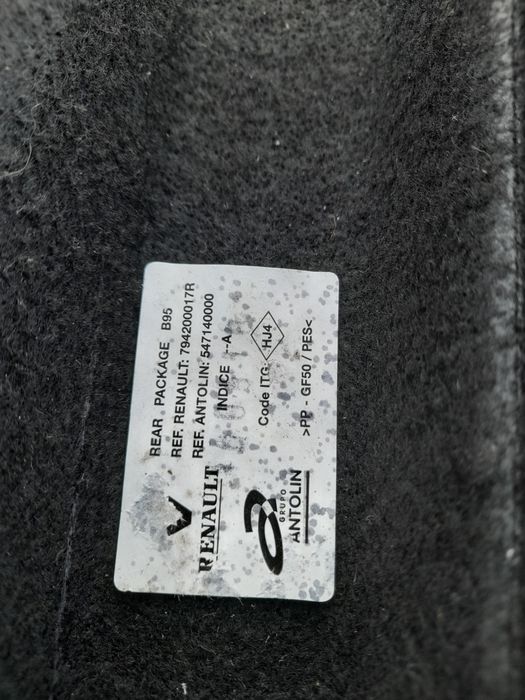 REAR PACKAGE B95
REF. RENAULT: 794200017R
REF. ANTOLIN: 547140000
INDICE --A
Code ITG: HJ4
>PP - GF50 / PES<
RENAULT
GRUPO
ANTOLIN